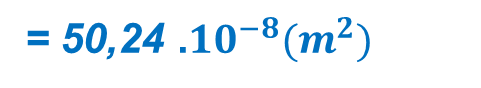 = 50,24 .10⁻⁸(m²)